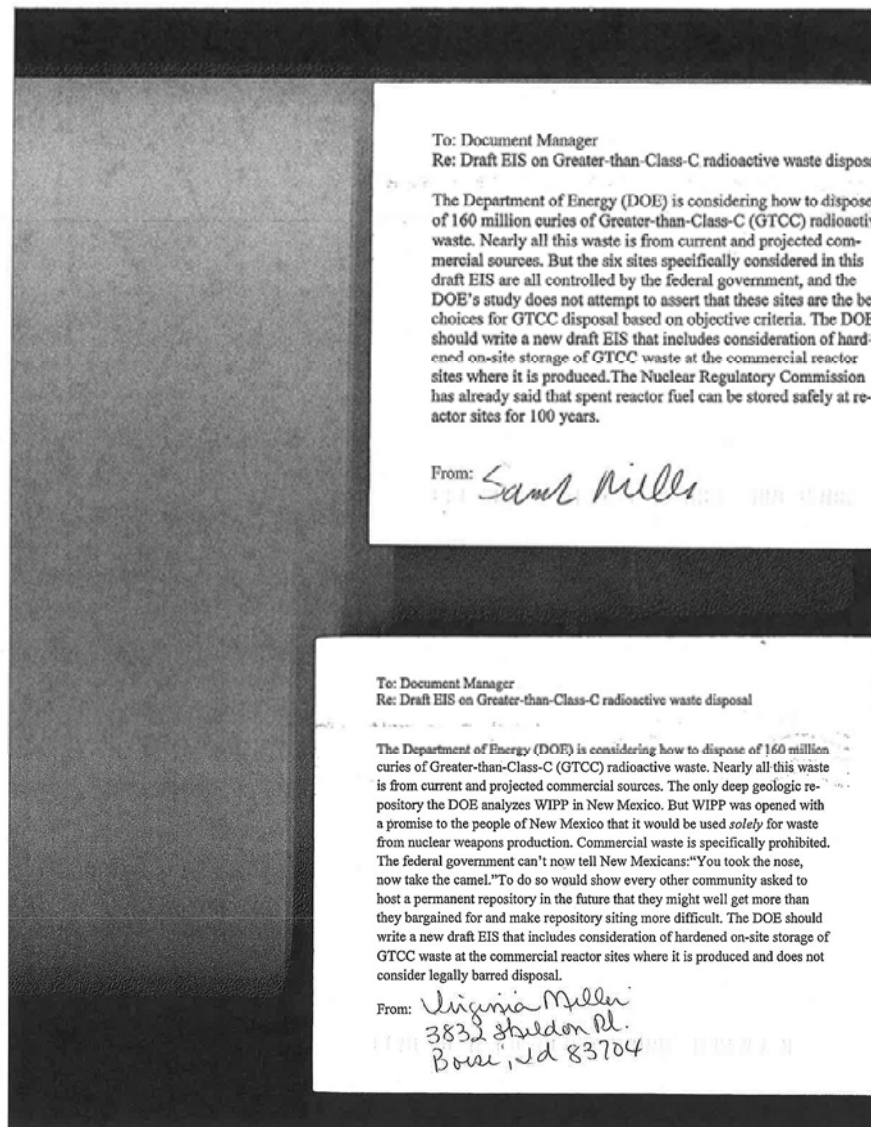 To: Document Manager
Re: Draft EIS on Greater-than-Class-C radioactive waste disposa
The Department of Energy (DOE) is considering how to dispose
of 160 million curies of Greater-than-Class-C (GTCC) radioactiv
waste. Nearly all this waste is from current and projected com-
mercial sources. But the six sites specifically considered in this
draft EIS are all controlled by the federal government, and the
DOE's study does not attempt to assert that these sites are the be
choices for GTCC disposal based on objective criteria. The DOE
should write a new draft EIS that includes consideration of hard-
ened on-site storage of GTCC waste at the commercial reactor
sites where it is produced.The Nuclear Regulatory Commission
has already said that spent reactor fuel can be stored safely at re-
actor sites for 100 years.
From:
To: Document Manager
Re: Draft EIS on Greater-than-Class-C radioactive waste disposal
The Department of Energy (DOE) is considering how to dispose of 160 million
curies of Greater-than-Class-C (GTCC) radioactive waste. Nearly all this waste
is from current and projected commercial sources. The only deep geologic re-
pository the DOE analyzes WIPP in New Mexico. But WIPP was opened with
a promise to the people of New Mexico that it would be used solely for waste
from nuclear weapons production. Commercial waste is specifically prohibited.
The federal government can't now tell New Mexicans:“You took the nose,
now take the camel.”To do so would show every other community asked to
host a permanent repository in the future that they might well get more than
they bargained for and make repository siting more difficult. The DOE should
write a new draft EIS that includes consideration of hardened on-site storage of
GTCC waste at the commercial reactor sites where it is produced and does not
consider legally barred disposal.
From: Virginia Miller
3832 Sheldon Pl.
Boise, Id 83704